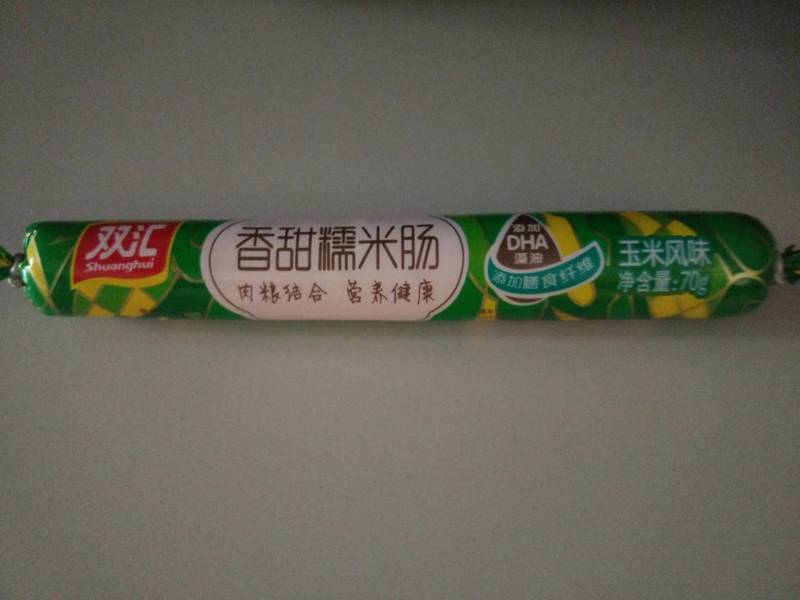 双汇
Shuanghui
香甜糯米肠
肉粮结合 营养健康
添加
DHA
藻油
添加膳食纤维
玉米风味
净含量:70g